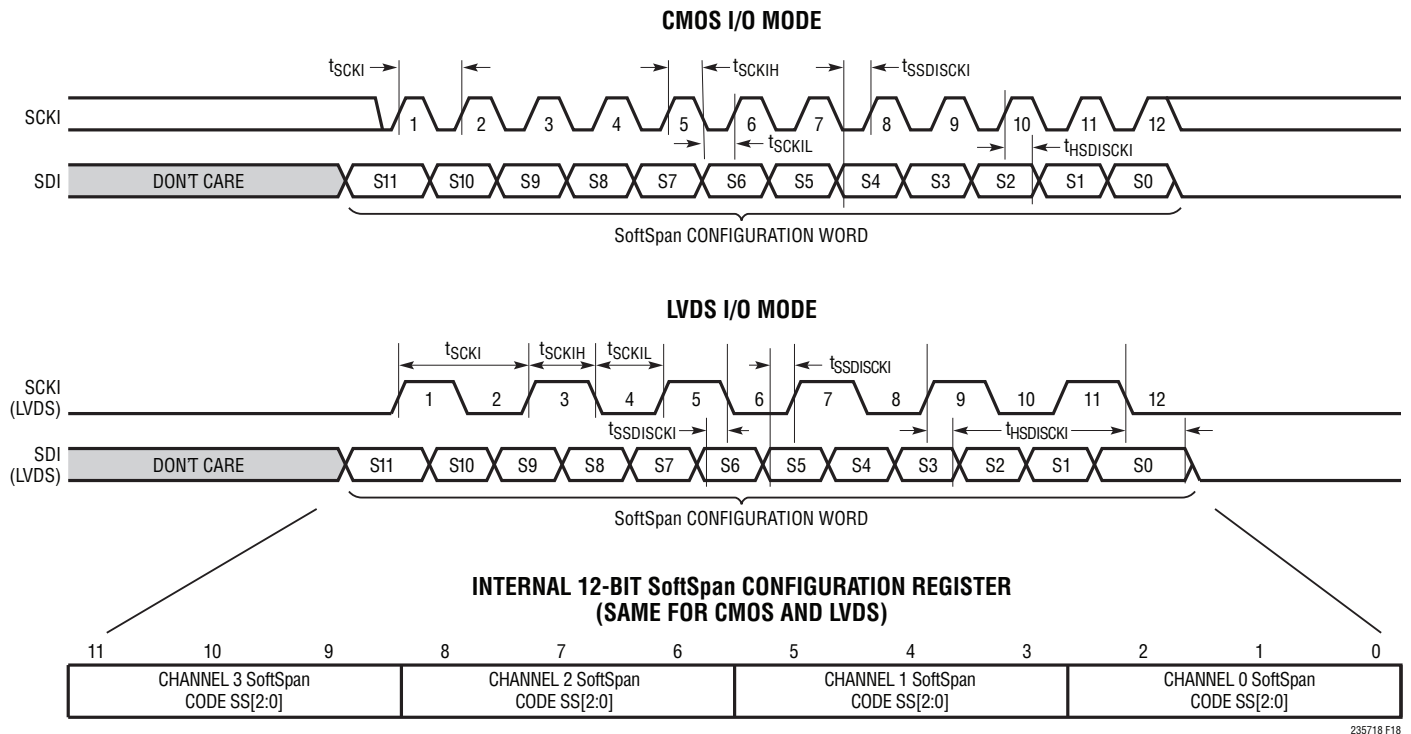 CMOS I/O MODE
tSCKI tSCKIH tSSDISCKI
SCKI 1 2 3 4 5 6 7 8 9 10 11 12
tSCKIL tHSDISCKI
SDI DON'T CARE S11 S10 S9 S8 S7 S6 S5 S4 S3 S2 S1 S0
SoftSpan CONFIGURATION WORD
LVDS I/O MODE
tSCKI tSCKIH tSCKIL tSSDISCKI
SCKI
(LVDS) 1 2 3 4 5 6 7 8 9 10 11 12
tSSDISCKI tHSDISCKI
SDI
(LVDS) DON'T CARE S11 S10 S9 S8 S7 S6 S5 S4 S3 S2 S1 S0
SoftSpan CONFIGURATION WORD
INTERNAL 12-BIT SoftSpan CONFIGURATION REGISTER
(SAME FOR CMOS AND LVDS)
11 10 9 8 7 6 5 4 3 2 1 0
CHANNEL 3 SoftSpan
CODE SS[2:0]
CHANNEL 2 SoftSpan
CODE SS[2:0]
CHANNEL 1 SoftSpan
CODE SS[2:0]
CHANNEL 0 SoftSpan
CODE SS[2:0]
235718 F18